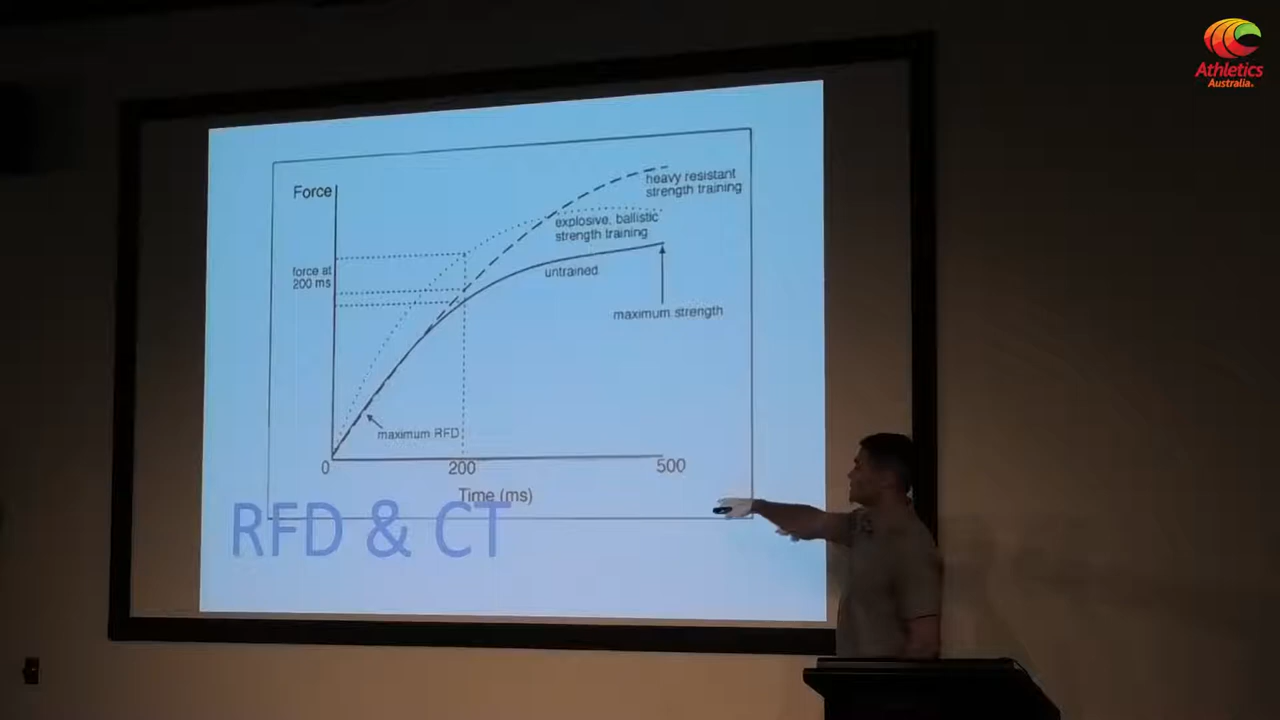 Athletics
Australia
Force
heavy resistant
strength training
explosive, ballistic
strength training
force at
200 ms
untrained
maximum strength
maximum RFD
0
200
500
Time (ms)
RFD & CT